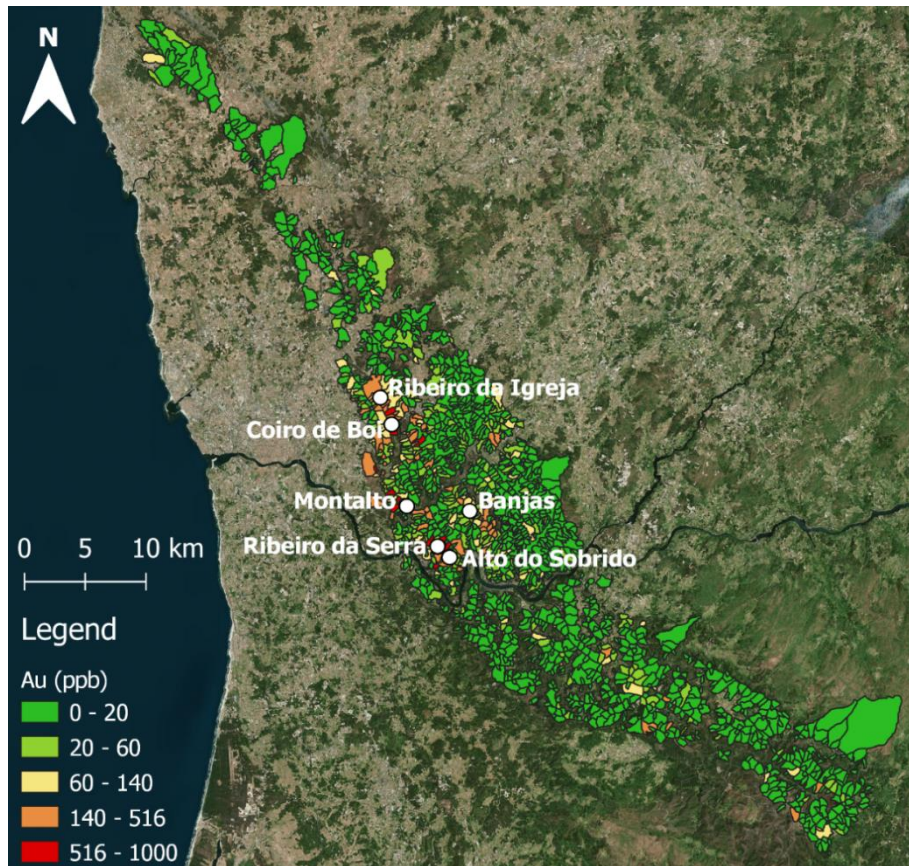 N
Ribeiro da Igreja
Coiro de Boi
Montalto
Banjas
Ribeiro da Serra
Alto do Sobrido
0 5 10 km
Legend
Au (ppb)
0 - 20
20 - 60
60 - 140
140 - 516
516 - 1000